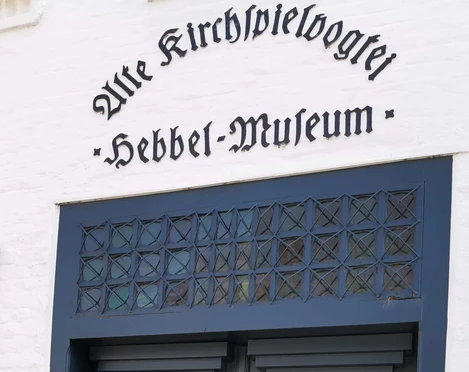 Alte Kirchspielvogtei
· Hebbel-Museum ·